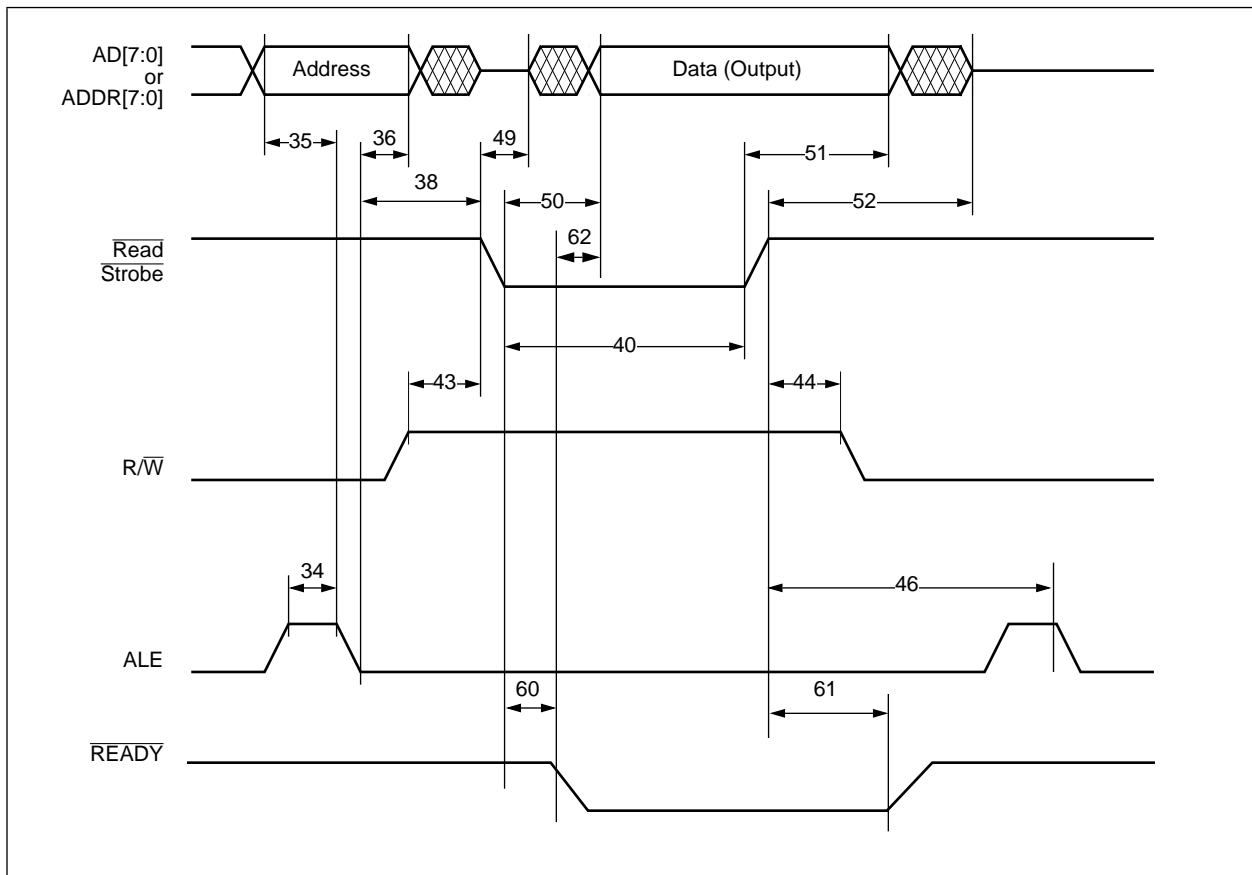 AD[7:0]
or
ADDR[7:0]
Address
Data (Output)
35
36
49
51
38
50
52
62
Read
Strobe
40
43
44
R/W
34
46
ALE
60
61
READY